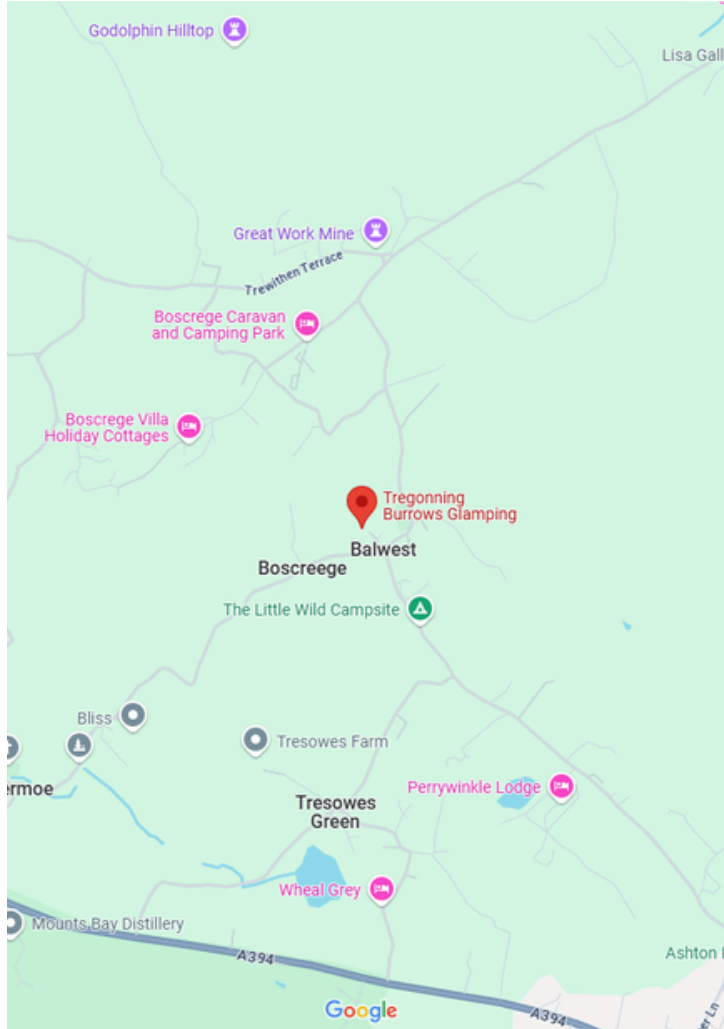 Godolphin Hilltop
Lisa Gall
Great Work Mine
Trewithen Terrace
Boscrege Caravan
and Camping Park
Boscrege Villa
Holiday Cottages
Tregonning
Burrows Glamping
Balwest
Boscreege
The Little Wild Campsite
Bliss
Tresowes Farm
ermoe
Perrywinkle Lodge
Tresowes
Green
Wheal Grey
Mounts Bay Distillery
A394
Ashton
Google
A394
er Ln